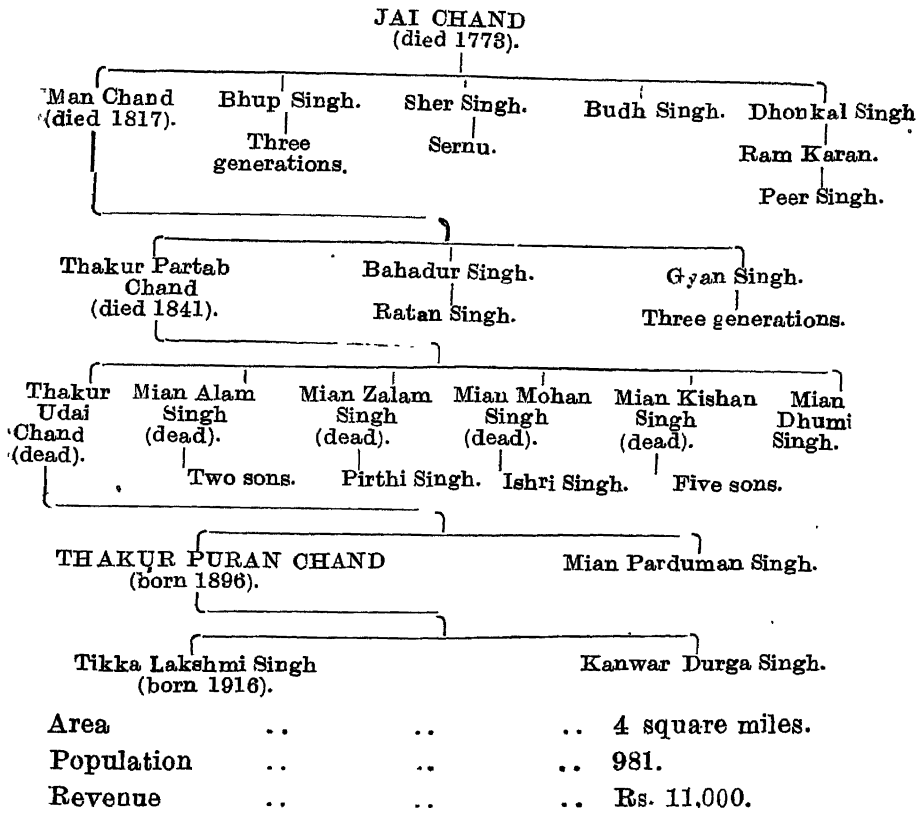 JAI CHAND
(died 1773).
Man Chand
(died 1817).
Bhup Singh.
Three
generations.
Sher Singh.
Sernu.
Budh Singh.
Dhonkal Singh
Ram Karan.
Peer Singh.
Thakur Partab
Chand
(died 1841).
Bahadur Singh.
Ratan Singh.
Gyan Singh.
Three generations.
Thakur
Udai
Chand
(dead).
Mian Alam
Singh
(dead).
Two sons.
Mian Zalam
Singh
(dead).
Pirthi Singh.
Mian Mohan
Singh
(dead).
Ishri Singh.
Mian Kishan
Singh
(dead).
Five sons.
Mian
Dhumi
Singh.
THAKUR PURAN CHAND
(born 1896).
Mian Parduman Singh.
Tikka Lakshmi Singh
(born 1916).
Kanwar Durga Singh.
Area .. .. .. 4 square miles.
Population .. .. .. 981.
Revenue .. .. .. Rs. 11,000.